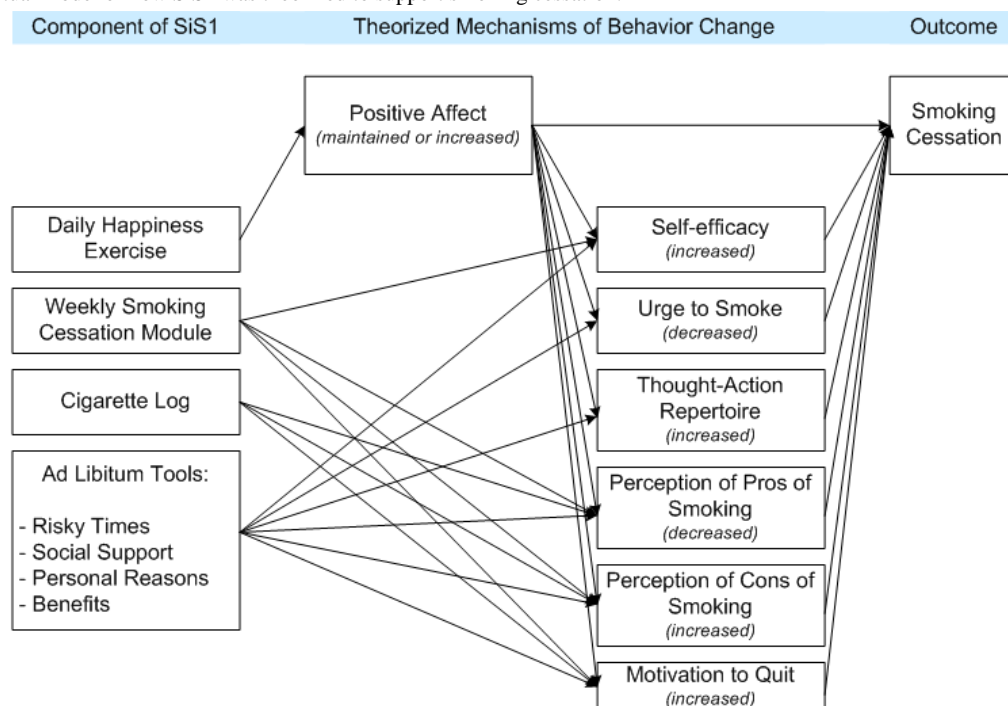 Component of SiS1
Theorized Mechanisms of Behavior Change
Outcome
Positive Affect
(maintained or increased)
Smoking
Cessation
Daily Happiness
Exercise
Self-efficacy
(increased)
Weekly Smoking
Cessation Module
Urge to Smoke
(decreased)
Cigarette Log
Thought-Action
Repertoire
(increased)
Ad Libitum Tools:
- Risky Times
- Social Support
- Personal Reasons
- Benefits
Perception of Pros of
Smoking
(decreased)
Perception of Cons of
Smoking
(increased)
Motivation to Quit
(increased)